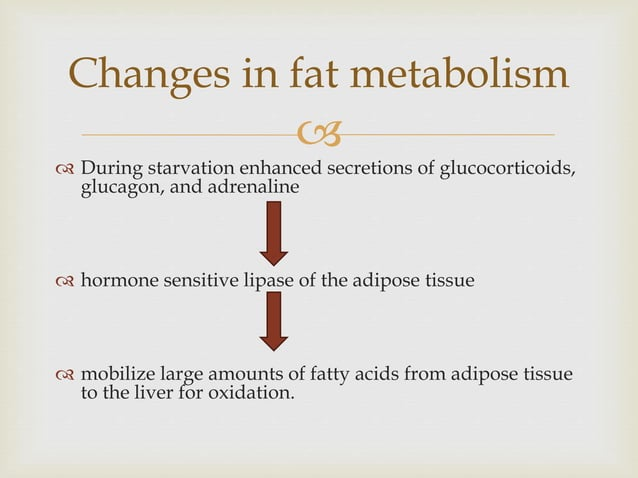 Changes in fat metabolism
During starvation enhanced secretions of glucocorticoids,
glucagon, and adrenaline
hormone sensitive lipase of the adipose tissue
mobilize large amounts of fatty acids from adipose tissue
to the liver for oxidation.